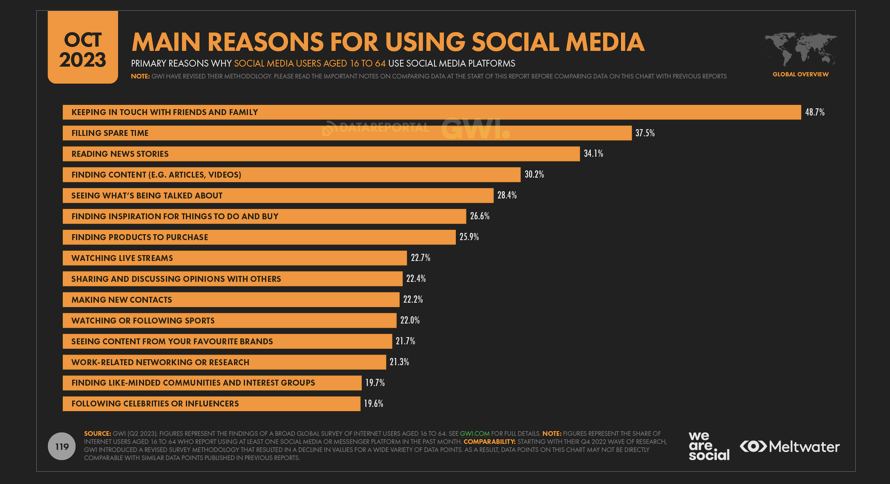 OCT
2023
MAIN REASONS FOR USING SOCIAL MEDIA
PRIMARY REASONS WHY SOCIAL MEDIA USERS AGED 16 TO 64 USE SOCIAL MEDIA PLATFORMS
NOTE: GWI HAVE REVISED THEIR METHODOLOGY. PLEASE READ THE IMPORTANT NOTES ON COMPARING DATA AT THE START OF THIS REPORT BEFORE COMPARING DATA ON THIS CHART WITH PREVIOUS REPORTS
GLOBAL OVERVIEW
KEEPING IN TOUCH WITH FRIENDS AND FAMILY 48.7%
DATAREPORTAL GWI.
FILLING SPARE TIME 37.5%
READING NEWS STORIES 34.1%
FINDING CONTENT (E.G. ARTICLES, VIDEOS) 30.2%
SEEING WHAT'S BEING TALKED ABOUT 28.4%
FINDING INSPIRATION FOR THINGS TO DO AND BUY 26.6%
FINDING PRODUCTS TO PURCHASE 25.9%
WATCHING LIVE STREAMS 22.7%
SHARING AND DISCUSSING OPINIONS WITH OTHERS 22.4%
MAKING NEW CONTACTS 22.2%
WATCHING OR FOLLOWING SPORTS 22.0%
SEEING CONTENT FROM YOUR FAVOURITE BRANDS 21.7%
WORK-RELATED NETWORKING OR RESEARCH 21.3%
FINDING LIKE-MINDED COMMUNITIES AND INTEREST GROUPS 19.7%
FOLLOWING CELEBRITIES OR INFLUENCERS 19.6%
119
SOURCE: GWI (Q2 2023). FIGURES REPRESENT THE FINDINGS OF A BROAD GLOBAL SURVEY OF INTERNET USERS AGED 16 TO 64. SEE GWI.COM FOR FULL DETAILS. NOTE: FIGURES REPRESENT THE SHARE OF
INTERNET USERS AGED 16 TO 64 WHO REPORT USING AT LEAST ONE SOCIAL MEDIA OR MESSENGER PLATFORM IN THE PAST MONTH. COMPARABILITY: STARTING WITH THEIR Q4 2022 WAVE OF RESEARCH,
GWI INTRODUCED A REVISED SURVEY METHODOLOGY THAT RESULTED IN A DECLINE IN VALUES FOR A WIDE VARIETY OF DATA POINTS. AS A RESULT, DATA POINTS ON THIS CHART MAY NOT BE DIRECTLY
COMPARABLE WITH SIMILAR DATA POINTS PUBLISHED IN PREVIOUS REPORTS.
we
are.
social
Meltwater